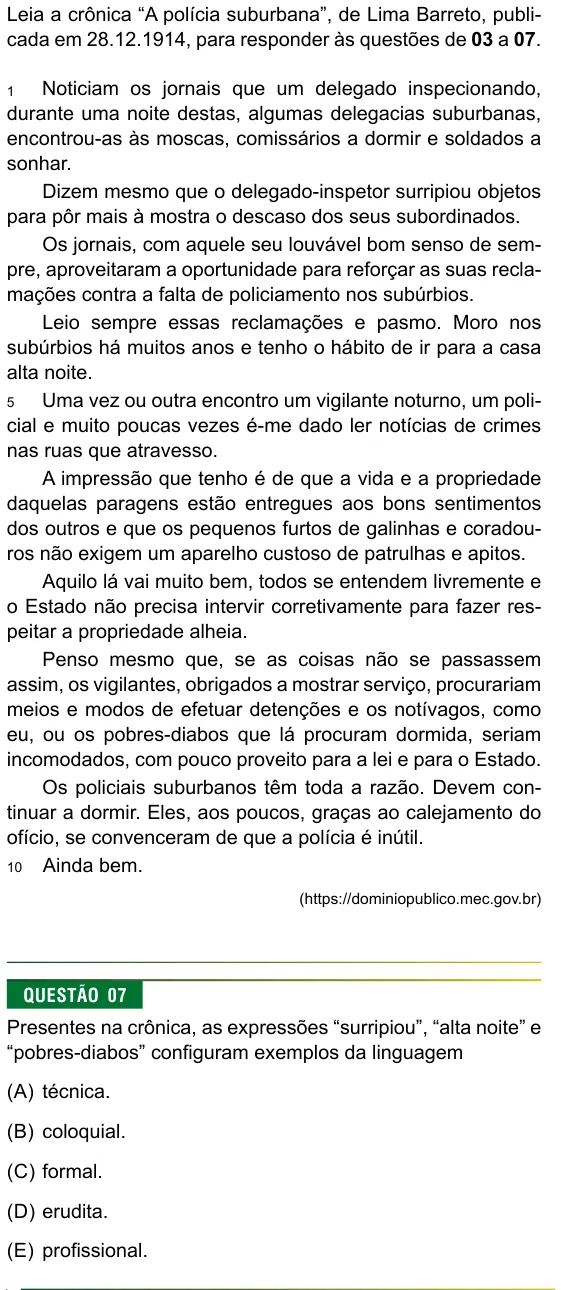 Leia a crônica “A polícia suburbana”, de Lima Barreto, publi-
cada em 28.12.1914, para responder às questões de 03 a 07.
1 Noticiam os jornais que um delegado inspecionando,
durante uma noite destas, algumas delegacias suburbanas,
encontrou-as às moscas, comissários a dormir e soldados a
sonhar.
Dizem mesmo que o delegado-inspetor surripiou objetos
para pôr mais à mostra o descaso dos seus subordinados.
Os jornais, com aquele seu louvável bom senso de sem-
pre, aproveitaram a oportunidade para reforçar as suas recla-
mações contra a falta de policiamento nos subúrbios.
Leio sempre essas reclamações e pasmo. Moro nos
subúrbios há muitos anos e tenho o hábito de ir para a casa
alta noite.
5 Uma vez ou outra encontro um vigilante noturno, um poli-
cial e muito poucas vezes é-me dado ler notícias de crimes
nas ruas que atravesso.
A impressão que tenho é de que a vida e a propriedade
daquelas paragens estão entregues aos bons sentimentos
dos outros e que os pequenos furtos de galinhas e coradou-
ros não exigem um aparelho custoso de patrulhas e apitos.
Aquilo lá vai muito bem, todos se entendem livremente e
o Estado não precisa intervir corretivamente para fazer res-
peitar a propriedade alheia.
Penso mesmo que, se as coisas não se passassem
assim, os vigilantes, obrigados a mostrar serviço, procurariam
meios e modos de efetuar detenções e os notívagos, como
eu, ou os pobres-diabos que lá procuram dormida, seriam
incomodados, com pouco proveito para a lei e para o Estado.
Os policiais suburbanos têm toda a razão. Devem con-
tinuar a dormir. Eles, aos poucos, graças ao calejamento do
ofício, se convenceram de que a polícia é inútil.
10 Ainda bem.
(https://dominiopublico.mec.gov.br)
QUESTÃO 07
Presentes na crônica, as expressões “surripiou”, “alta noite” e
“pobres-diabos” configuram exemplos da linguagem
(A) técnica.
(B) coloquial.
(C) formal.
(D) erudita.
(E) profissional.